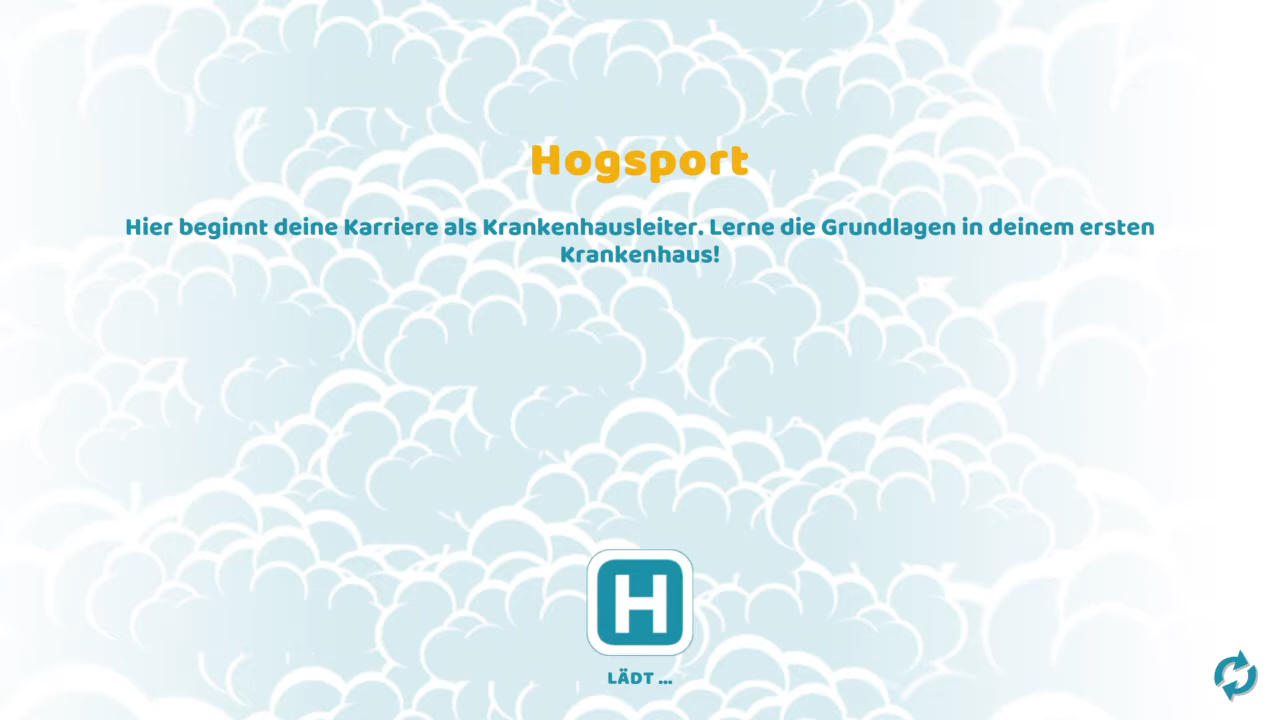 Hogsport
Hier beginnt deine Karriere als Krankenhausleiter. Lerne die Grundlagen in deinem ersten
Krankenhaus!
H
LÄDT ...